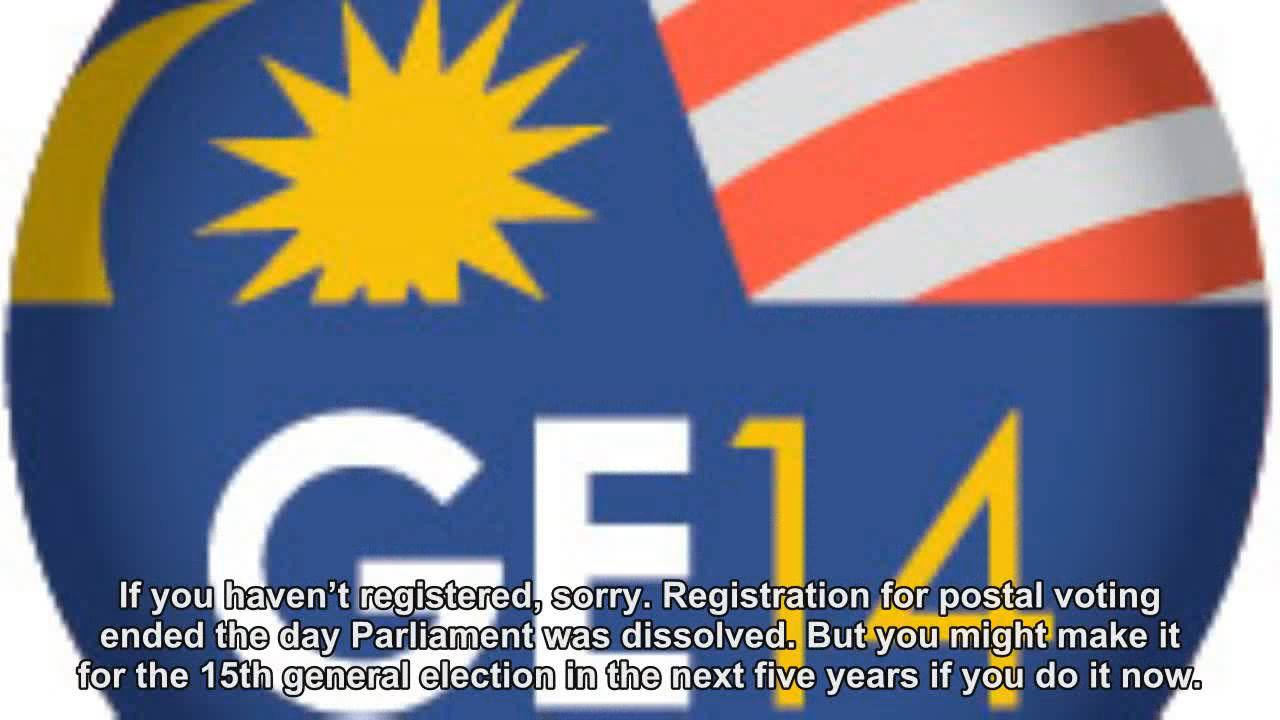 GE14
If you haven’t registered, sorry. Registration for postal voting
ended the day Parliament was dissolved. But you might make it
for the 15th general election in the next five years if you do it now.